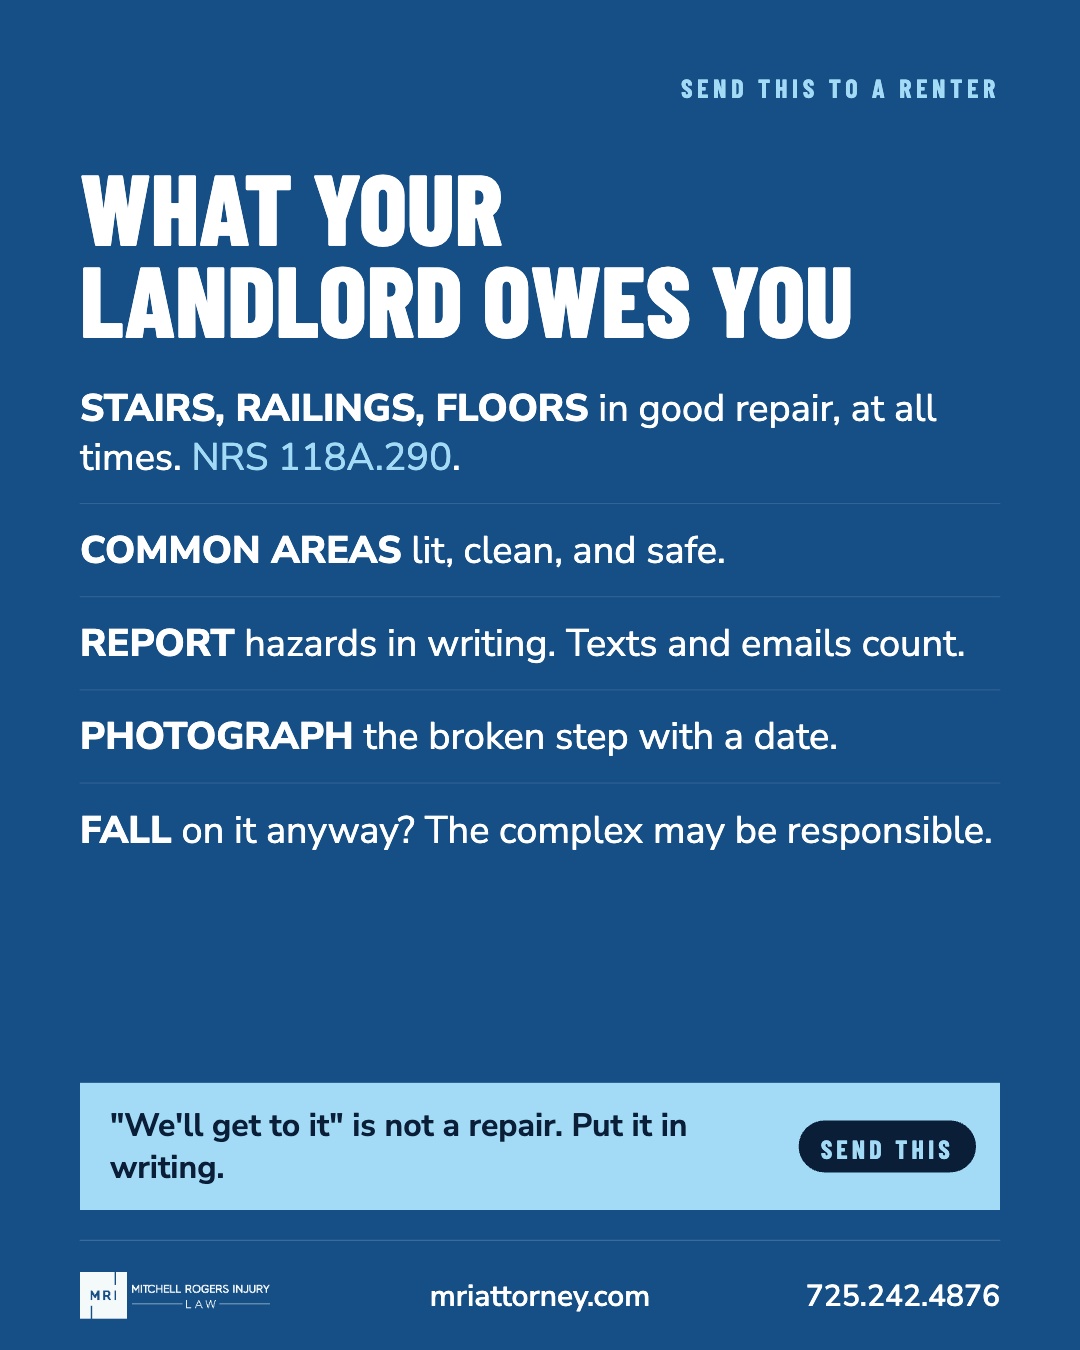 SEND THIS TO A RENTER
WHAT YOUR
LANDLORD OWES YOU
STAIRS, RAILINGS, FLOORS in good repair, at all
times. NRS 118A.290.
COMMON AREAS lit, clean, and safe.
REPORT hazards in writing. Texts and emails count.
PHOTOGRAPH the broken step with a date.
FALL on it anyway? The complex may be responsible.
"We'll get to it" is not a repair. Put it in
writing.
SEND THIS
MRI
MITCHELL ROGERS INJURY
LAW
mriattorney.com
725.242.4876